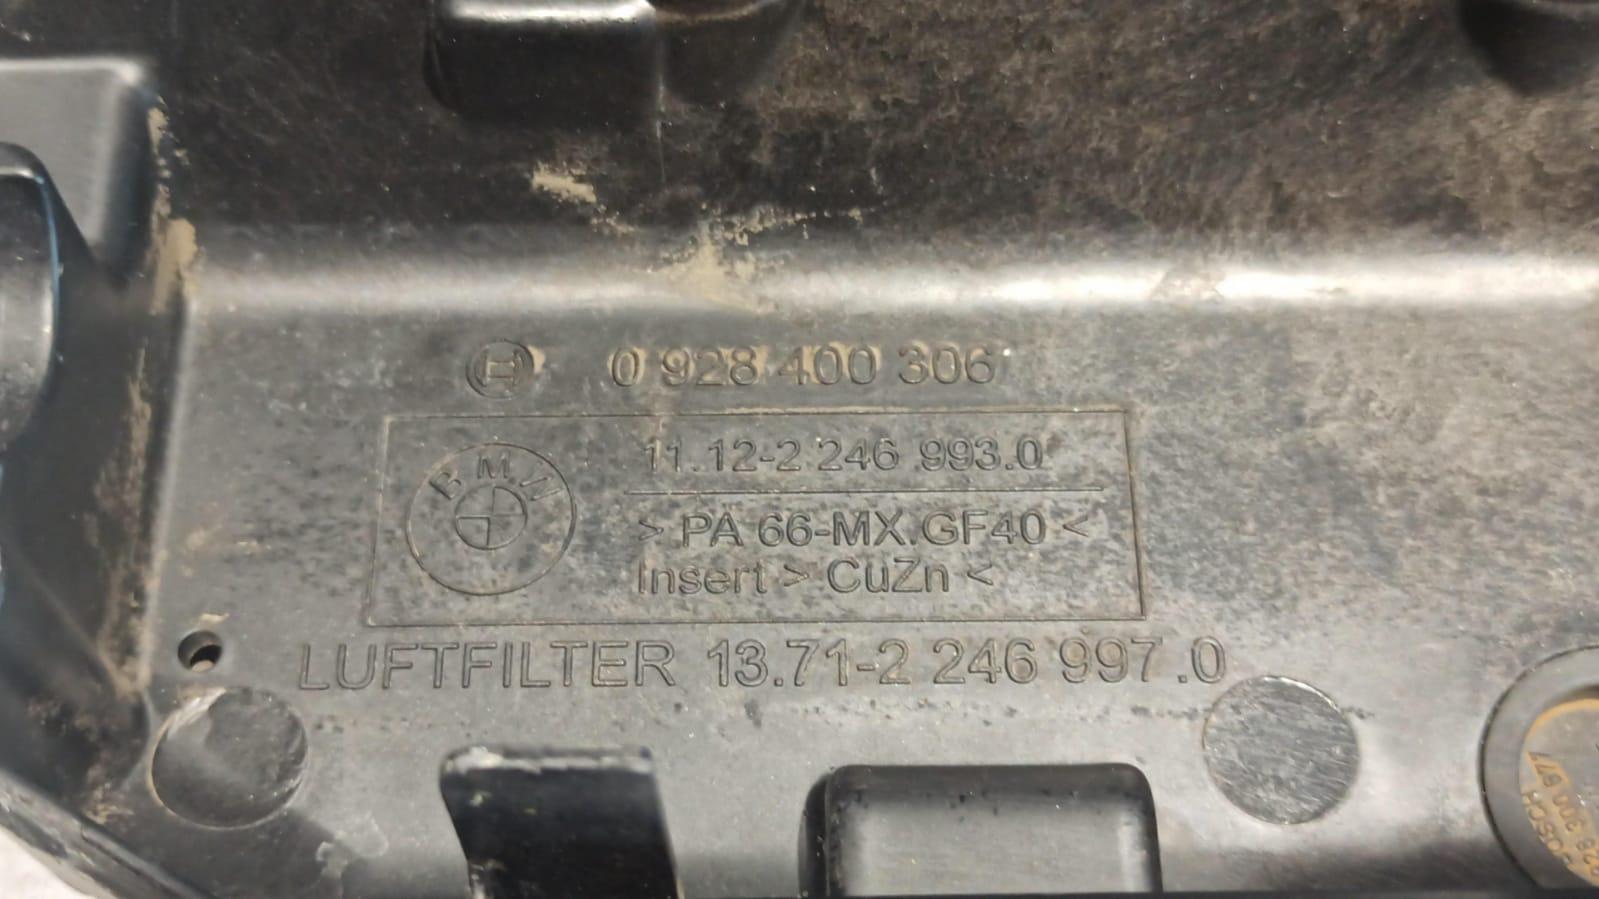 0 928 400 306
BMW
11.12-2 246 993.0
> PA 66-MX.GF40 <
Insert > CuZn <
LUFTFILTER 13.71-2 246 997.0